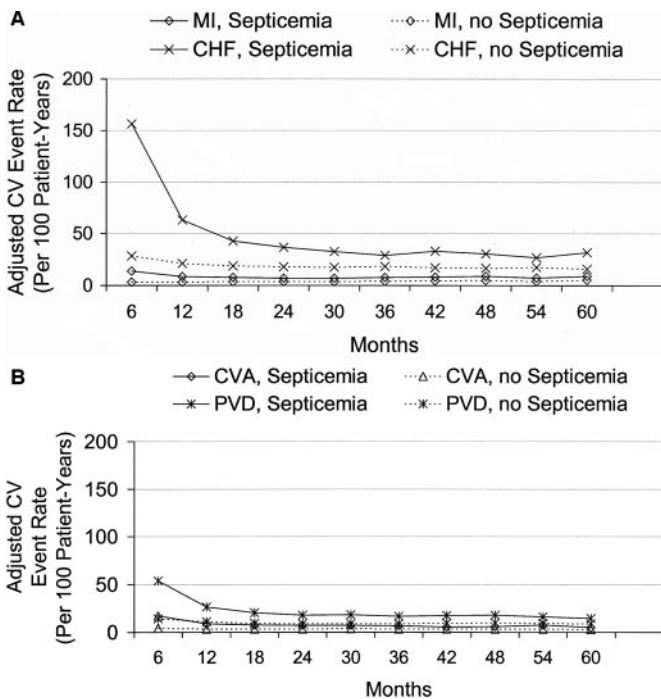 A
MI, Septicemia MI, no Septicemia
CHF, Septicemia CHF, no Septicemia
Adjusted CV Event Rate
(Per 100 Patient-Years)
200
150
100
50
0
6 12 18 24 30 36 42 48 54 60
Months
B
CVA, Septicemia CVA, no Septicemia
PVD, Septicemia PVD, no Septicemia
Adjusted CV
Event Rate
(Per 100 Patient-Years)
200
150
100
50
0
6 12 18 24 30 36 42 48 54 60
Months